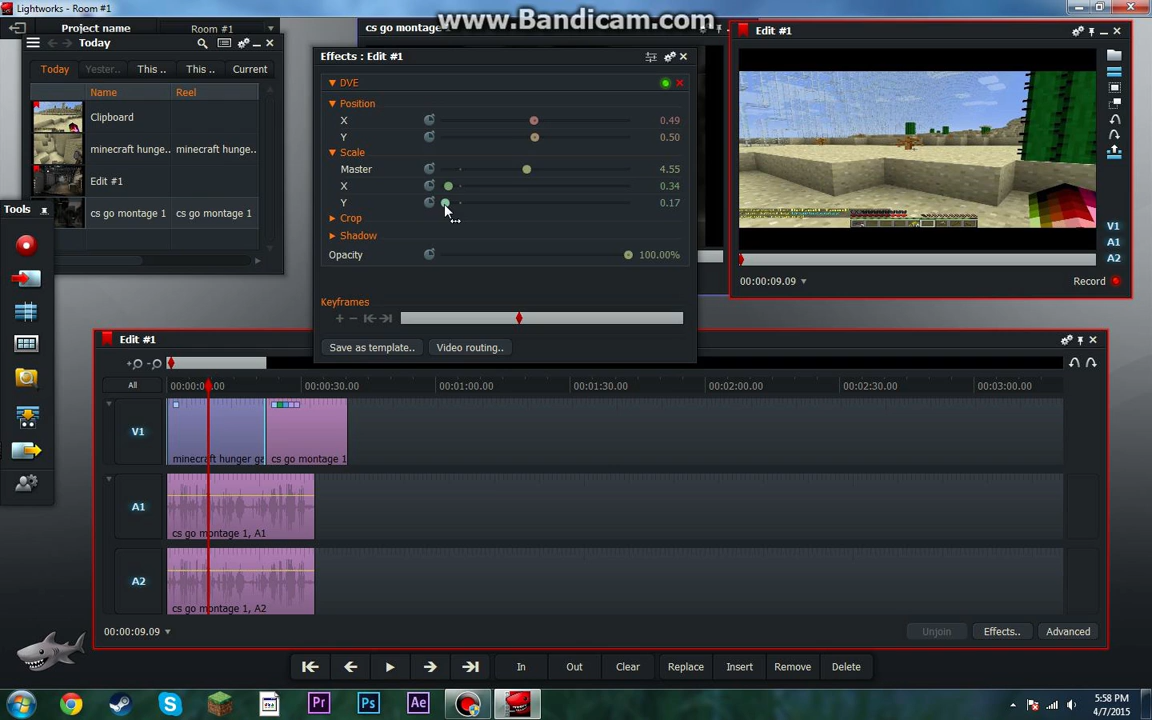 Lightworks - Room #1
www.Bandicam.com
Project name
Room #1
cs go montage
Today
Today
Yester..
This ..
This ..
Current
Name
Reel
Clipboard
minecraft hunge..
minecraft hunge..
Edit #1
cs go montage 1
cs go montage 1
Tools
Effects : Edit #1
DVE
Position
X
0.49
Y
0.50
Scale
Master
4.55
X
0.34
Y
0.17
Crop
Shadow
Opacity
100.00%
Keyframes
Save as template..
Video routing..
Edit #1
V1
A1
A2
00:00:09.09
Record
Edit #1
All
00:00:30.00
00:01:00.00
00:01:30.00
00:02:00.00
00:02:30.00
00:03:00.00
V1
minecraft hunger ga
cs go montage 1
A1
cs go montage 1, A1
A2
cs go montage 1, A2
00:00:09.09
Unjoin
Effects..
Advanced
In
Out
Clear
Replace
Insert
Remove
Delete
Pr
Ps
Ae
5:58 PM
4/7/2015